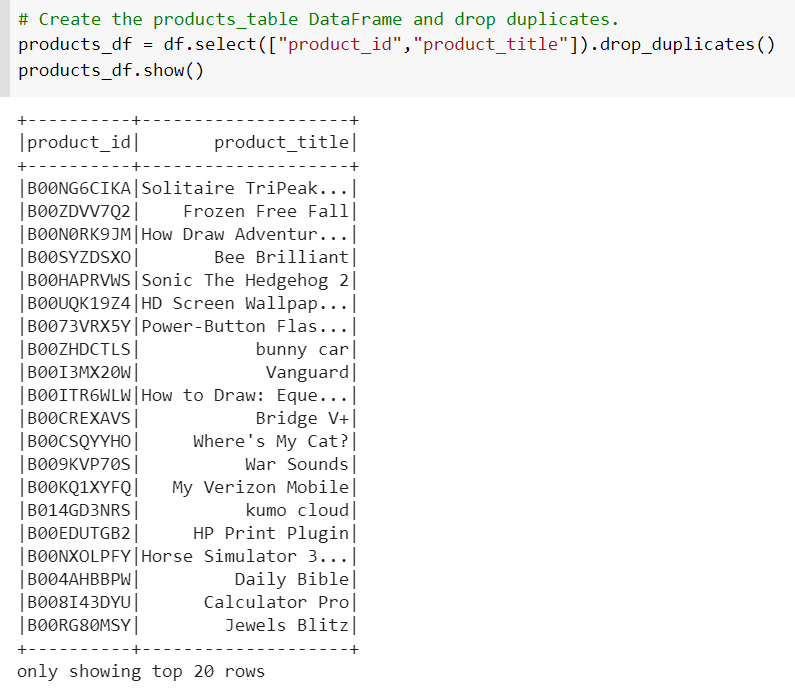 # Create the products_table DataFrame and drop duplicates.
products_df = df.select(["product_id","product_title"]).drop_duplicates()
products_df.show()
+----------+--------------------+
|product_id|       product_title|
+----------+--------------------+
|B00NG6CIKA|Solitaire TriPeak...|
|B00ZDVV7Q2|    Frozen Free Fall|
|B00N0RK9JM|How Draw Adventur...|
|B00SYZDSXO|       Bee Brilliant|
|B00HAPRVWS|Sonic The Hedgehog 2|
|B00UQK19Z4|HD Screen Wallpap...|
|B0073VRX5Y|Power-Button Flas...|
|B00ZHDCTLS|           bunny car|
|B00I3MX20W|            Vanguard|
|B00ITR6WLW|How to Draw: Eque...|
|B00CREXAVS|           Bridge V+|
|B00CSQYYHO|     Where's My Cat?|
|B009KVP70S|          War Sounds|
|B00KQ1XYFQ|   My Verizon Mobile|
|B014GD3NRS|          kumo cloud|
|B00EDUTGB2|     HP Print Plugin|
|B00NXOLPFY|Horse Simulator 3...|
|B004AHBBPW|         Daily Bible|
|B008I43DYU|      Calculator Pro|
|B00RG80MSY|        Jewels Blitz|
+----------+--------------------+
only showing top 20 rows